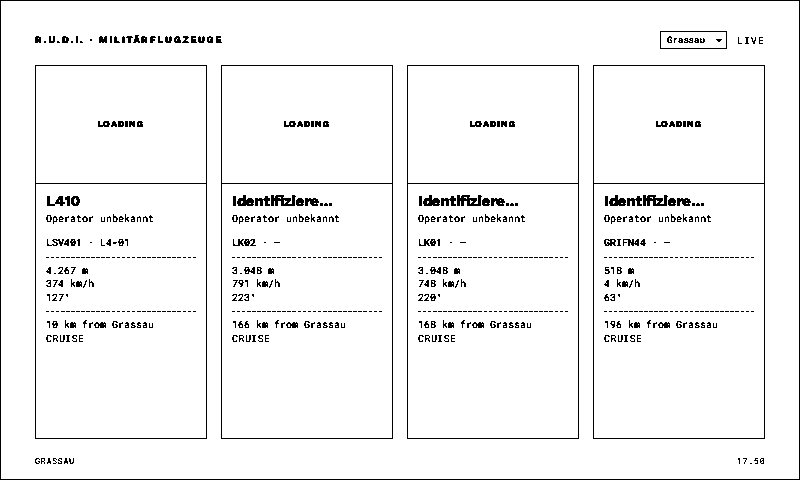 R.U.D.I. · MILITÄRFLUGZEUGE
Grassau
LIVE
LOADING
L410
Operator unbekannt
LSV401 · L4-01
4.267 m
374 km/h
127°
10 km from Grassau
CRUISE
LOADING
Identifiziere...
Operator unbekannt
LK02 · —
3.048 m
791 km/h
223°
166 km from Grassau
CRUISE
LOADING
Identifiziere...
Operator unbekannt
LK01 · —
3.048 m
748 km/h
220°
168 km from Grassau
CRUISE
LOADING
Identifiziere...
Operator unbekannt
GRIFN44 · —
518 m
4 km/h
63°
196 km from Grassau
CRUISE
GRASSAU
17.50